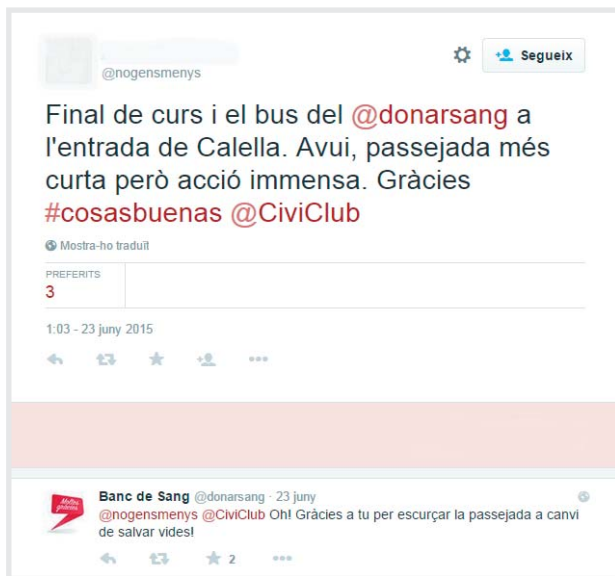 @nogensmenys
Segueix
Final de curs i el bus del @donarsang a
l'entrada de Calella. Avui, passejada més
curta però acció immensa. Gràcies
#cosasbuenas @CiviClub
Mostra-ho traduït
PREFERITS
3
1:03 - 23 juny 2015
Moltes
gràcies
Banc de Sang @donarsang · 23 juny
@nogensmenys @CiviClub Oh! Gràcies a tu per escurçar la passejada a canvi
de salvar vides!
2